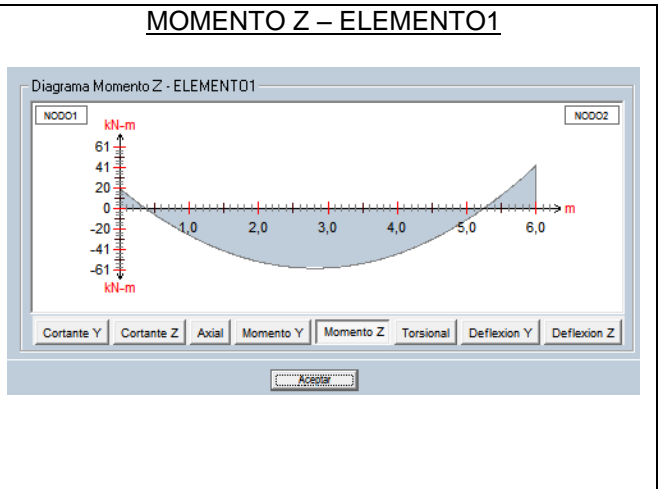 MOMENTO Z – ELEMENTO1
Diagrama Momento Z - ELEMENTO1
NODO1
NODO2
kN-m
61
41
20
0
m
-20
1,0 2,0 3,0 4,0 5,0 6,0
-41
-61
kN-m
Cortante Y Cortante Z Axial Momento Y Momento Z Torsional Deflexion Y Deflexion Z
Aceptar